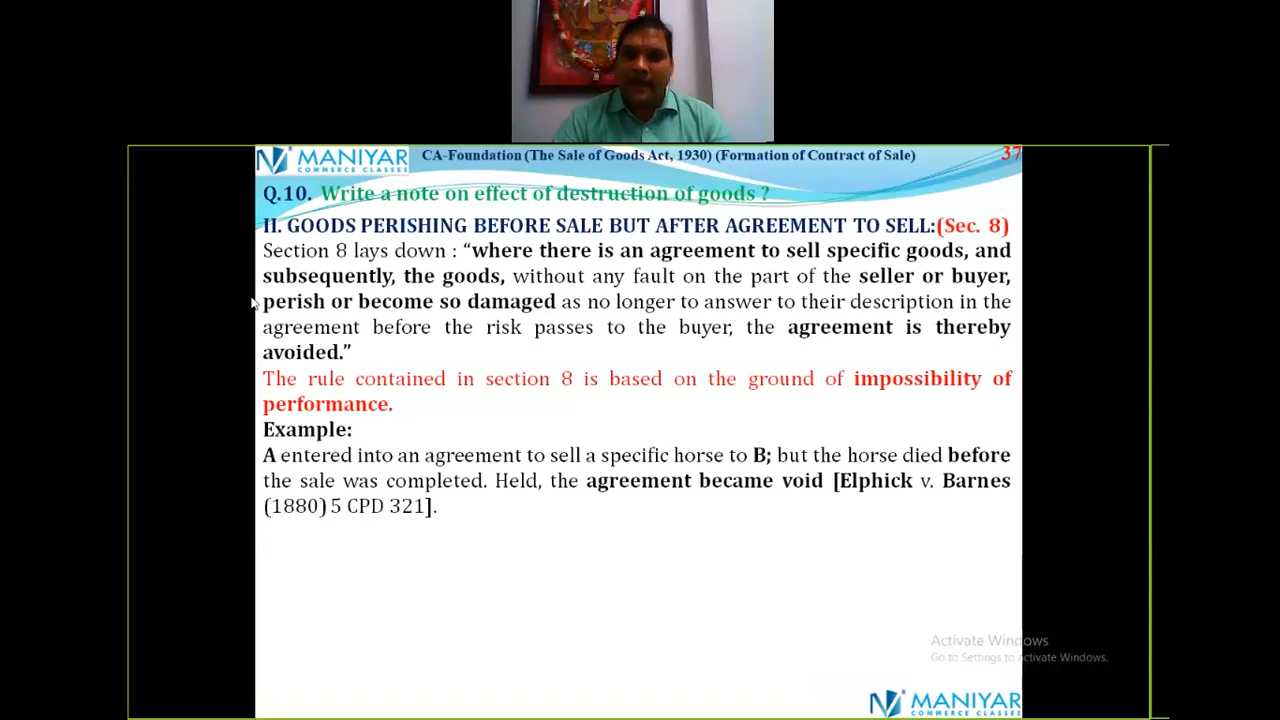 MANIYAR
COMMERCE CLASSES
CA-Foundation (The Sale of Goods Act, 1930) (Formation of Contract of Sale)
37
Q.10. Write a note on effect of destruction of goods ?
II. GOODS PERISHING BEFORE SALE BUT AFTER AGREEMENT TO SELL:(Sec. 8)
Section 8 lays down : “where there is an agreement to sell specific goods, and
subsequently, the goods, without any fault on the part of the seller or buyer,
perish or become so damaged as no longer to answer to their description in the
agreement before the risk passes to the buyer, the agreement is thereby
avoided.”
The rule contained in section 8 is based on the ground of impossibility of
performance.
Example:
A entered into an agreement to sell a specific horse to B; but the horse died before
the sale was completed. Held, the agreement became void [Elphick v. Barnes
(1880) 5 CPD 321].
Activate Windows
Go to Settings to activate Windows.
MANIYAR
COMMERCE CLASSES